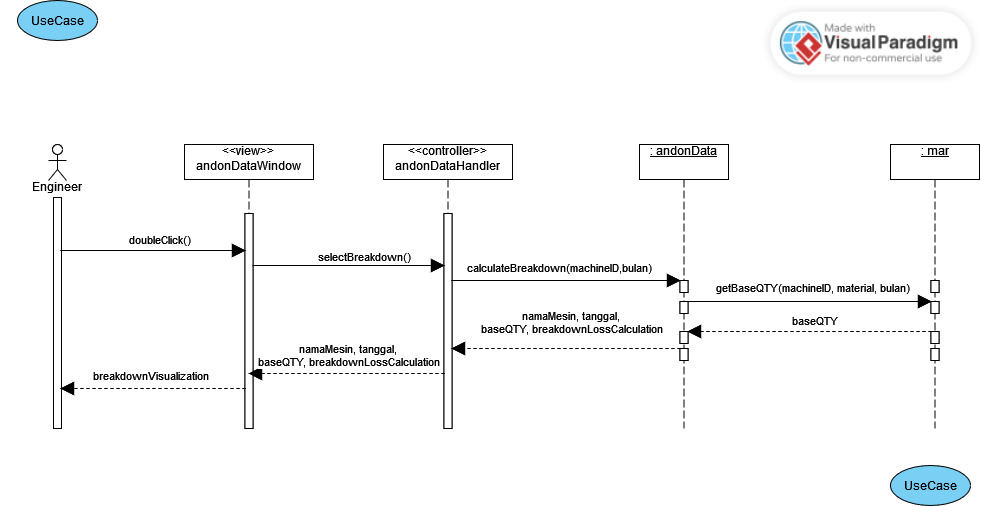 UseCase
Made with
Visual Paradigm
For non-commercial use
<<view>>
andonDataWindow
<<controller>>
andonDataHandler
: andonData
: mar
Engineer
doubleClick()
selectBreakdown()
calculateBreakdown(machineID,bulan)
getBaseQTY(machineID, material, bulan)
baseQTY
namaMesin, tanggal,
baseQTY, breakdownLossCalculation
namaMesin, tanggal,
baseQTY, breakdownLossCalculation
breakdownVisualization
UseCase